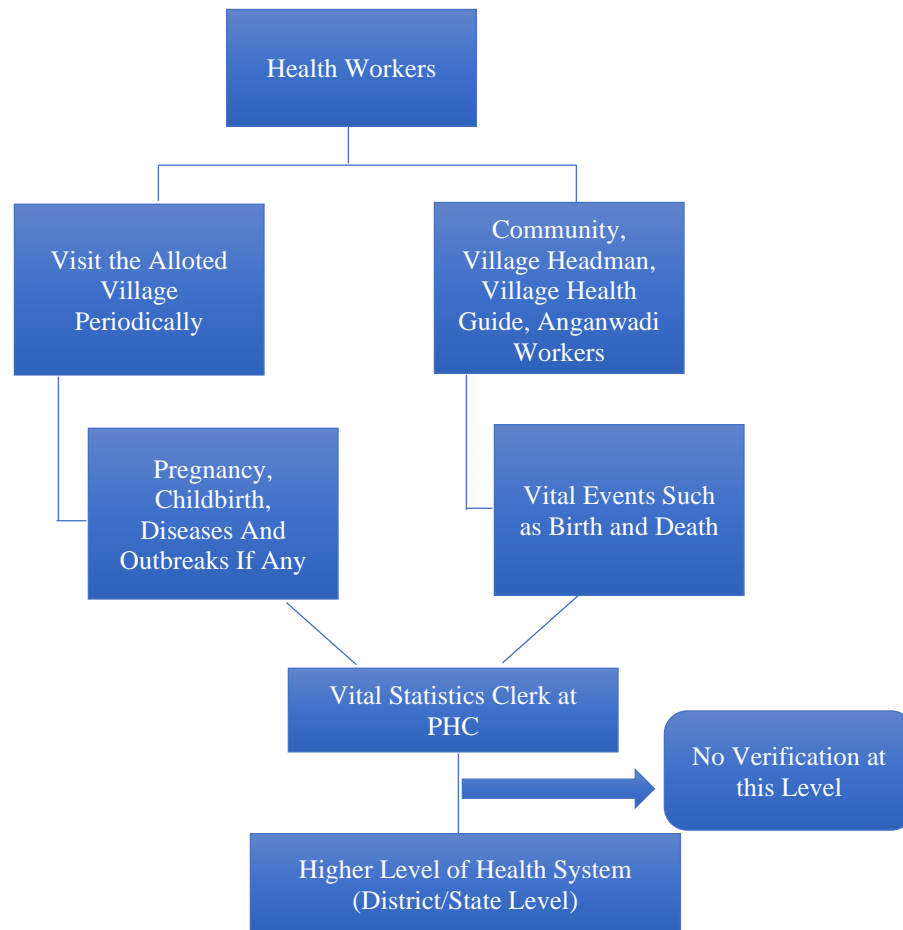 Health Workers
Visit the Alloted
Village
Periodically
Community,
Village Headman,
Village Health
Guide, Anganwadi
Workers
Pregnancy,
Childbirth,
Diseases And
Outbreaks If Any
Vital Events Such
as Birth and Death
Vital Statistics Clerk at
PHC
No Verification at
this Level
Higher Level of Health System
(District/State Level)